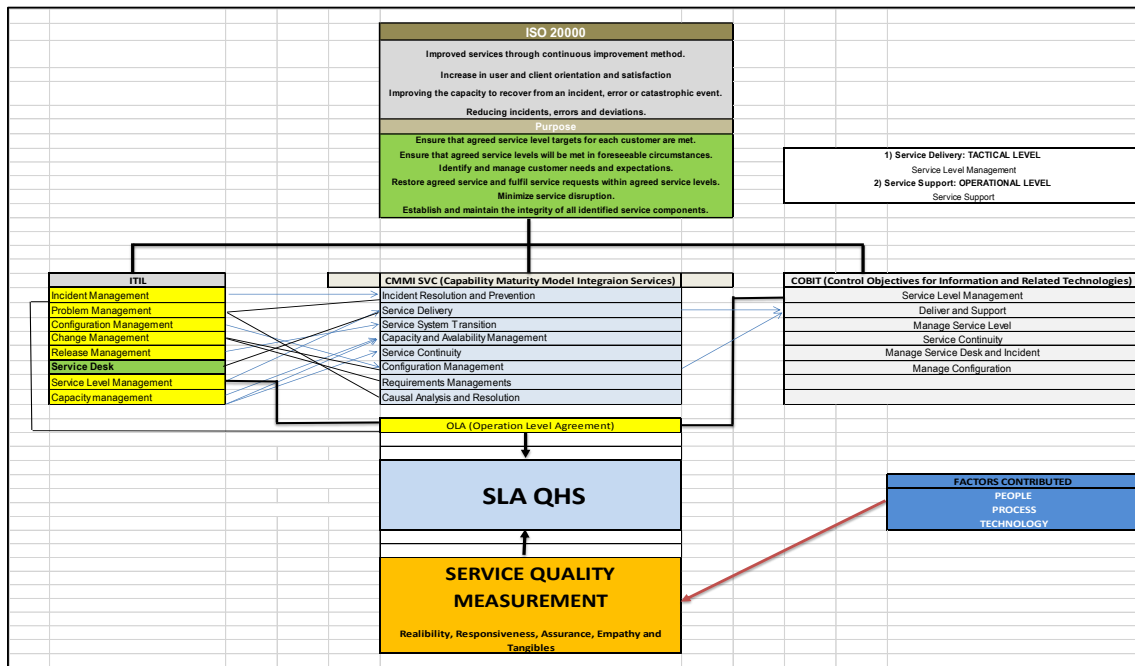 ISO 20000
Improved services through continuous improvement method.
Increase in user and client orientation and satisfaction
Improving the capacity to recover from an incident, error or catastrophic event.
Reducing incidents, errors and deviations.
Purpose
Ensure that agreed service level targets for each customer are met.
Ensure that agreed service levels will be met in foreseeable circumstances.
Identify and manage customer needs and expectations.
Restore agreed service and fulfil service requests within agreed service levels.
Minimize service disruption.
Establish and maintain the integrity of all identified service components.
1) Service Delivery: TACTICAL LEVEL
Service Level Management
2) Service Support: OPERATIONAL LEVEL
Service Support
ITIL
Incident Management
Problem Management
Configuration Management
Change Management
Release Management
Service Desk
Service Level Management
Capacity management
CMMI SVC (Capability Maturity Model Integraion Services)
Incident Resolution and Prevention
Service Delivery
Service System Transition
Capacity and Avalability Management
Service Continuity
Configuration Management
Requirements Managements
Causal Analysis and Resolution
COBIT (Control Objectives for Information and Related Technologies)
Service Level Management
Deliver and Support
Manage Service Level
Service Continuity
Manage Service Desk and Incident
Manage Configuration
OLA (Operation Level Agreement)
SLA QHS
FACTORS CONTRIBUTED
PEOPLE
PROCESS
TECHNOLOGY
SERVICE QUALITY
MEASUREMENT
Realibility, Responsiveness, Assurance, Empathy and
Tangibles